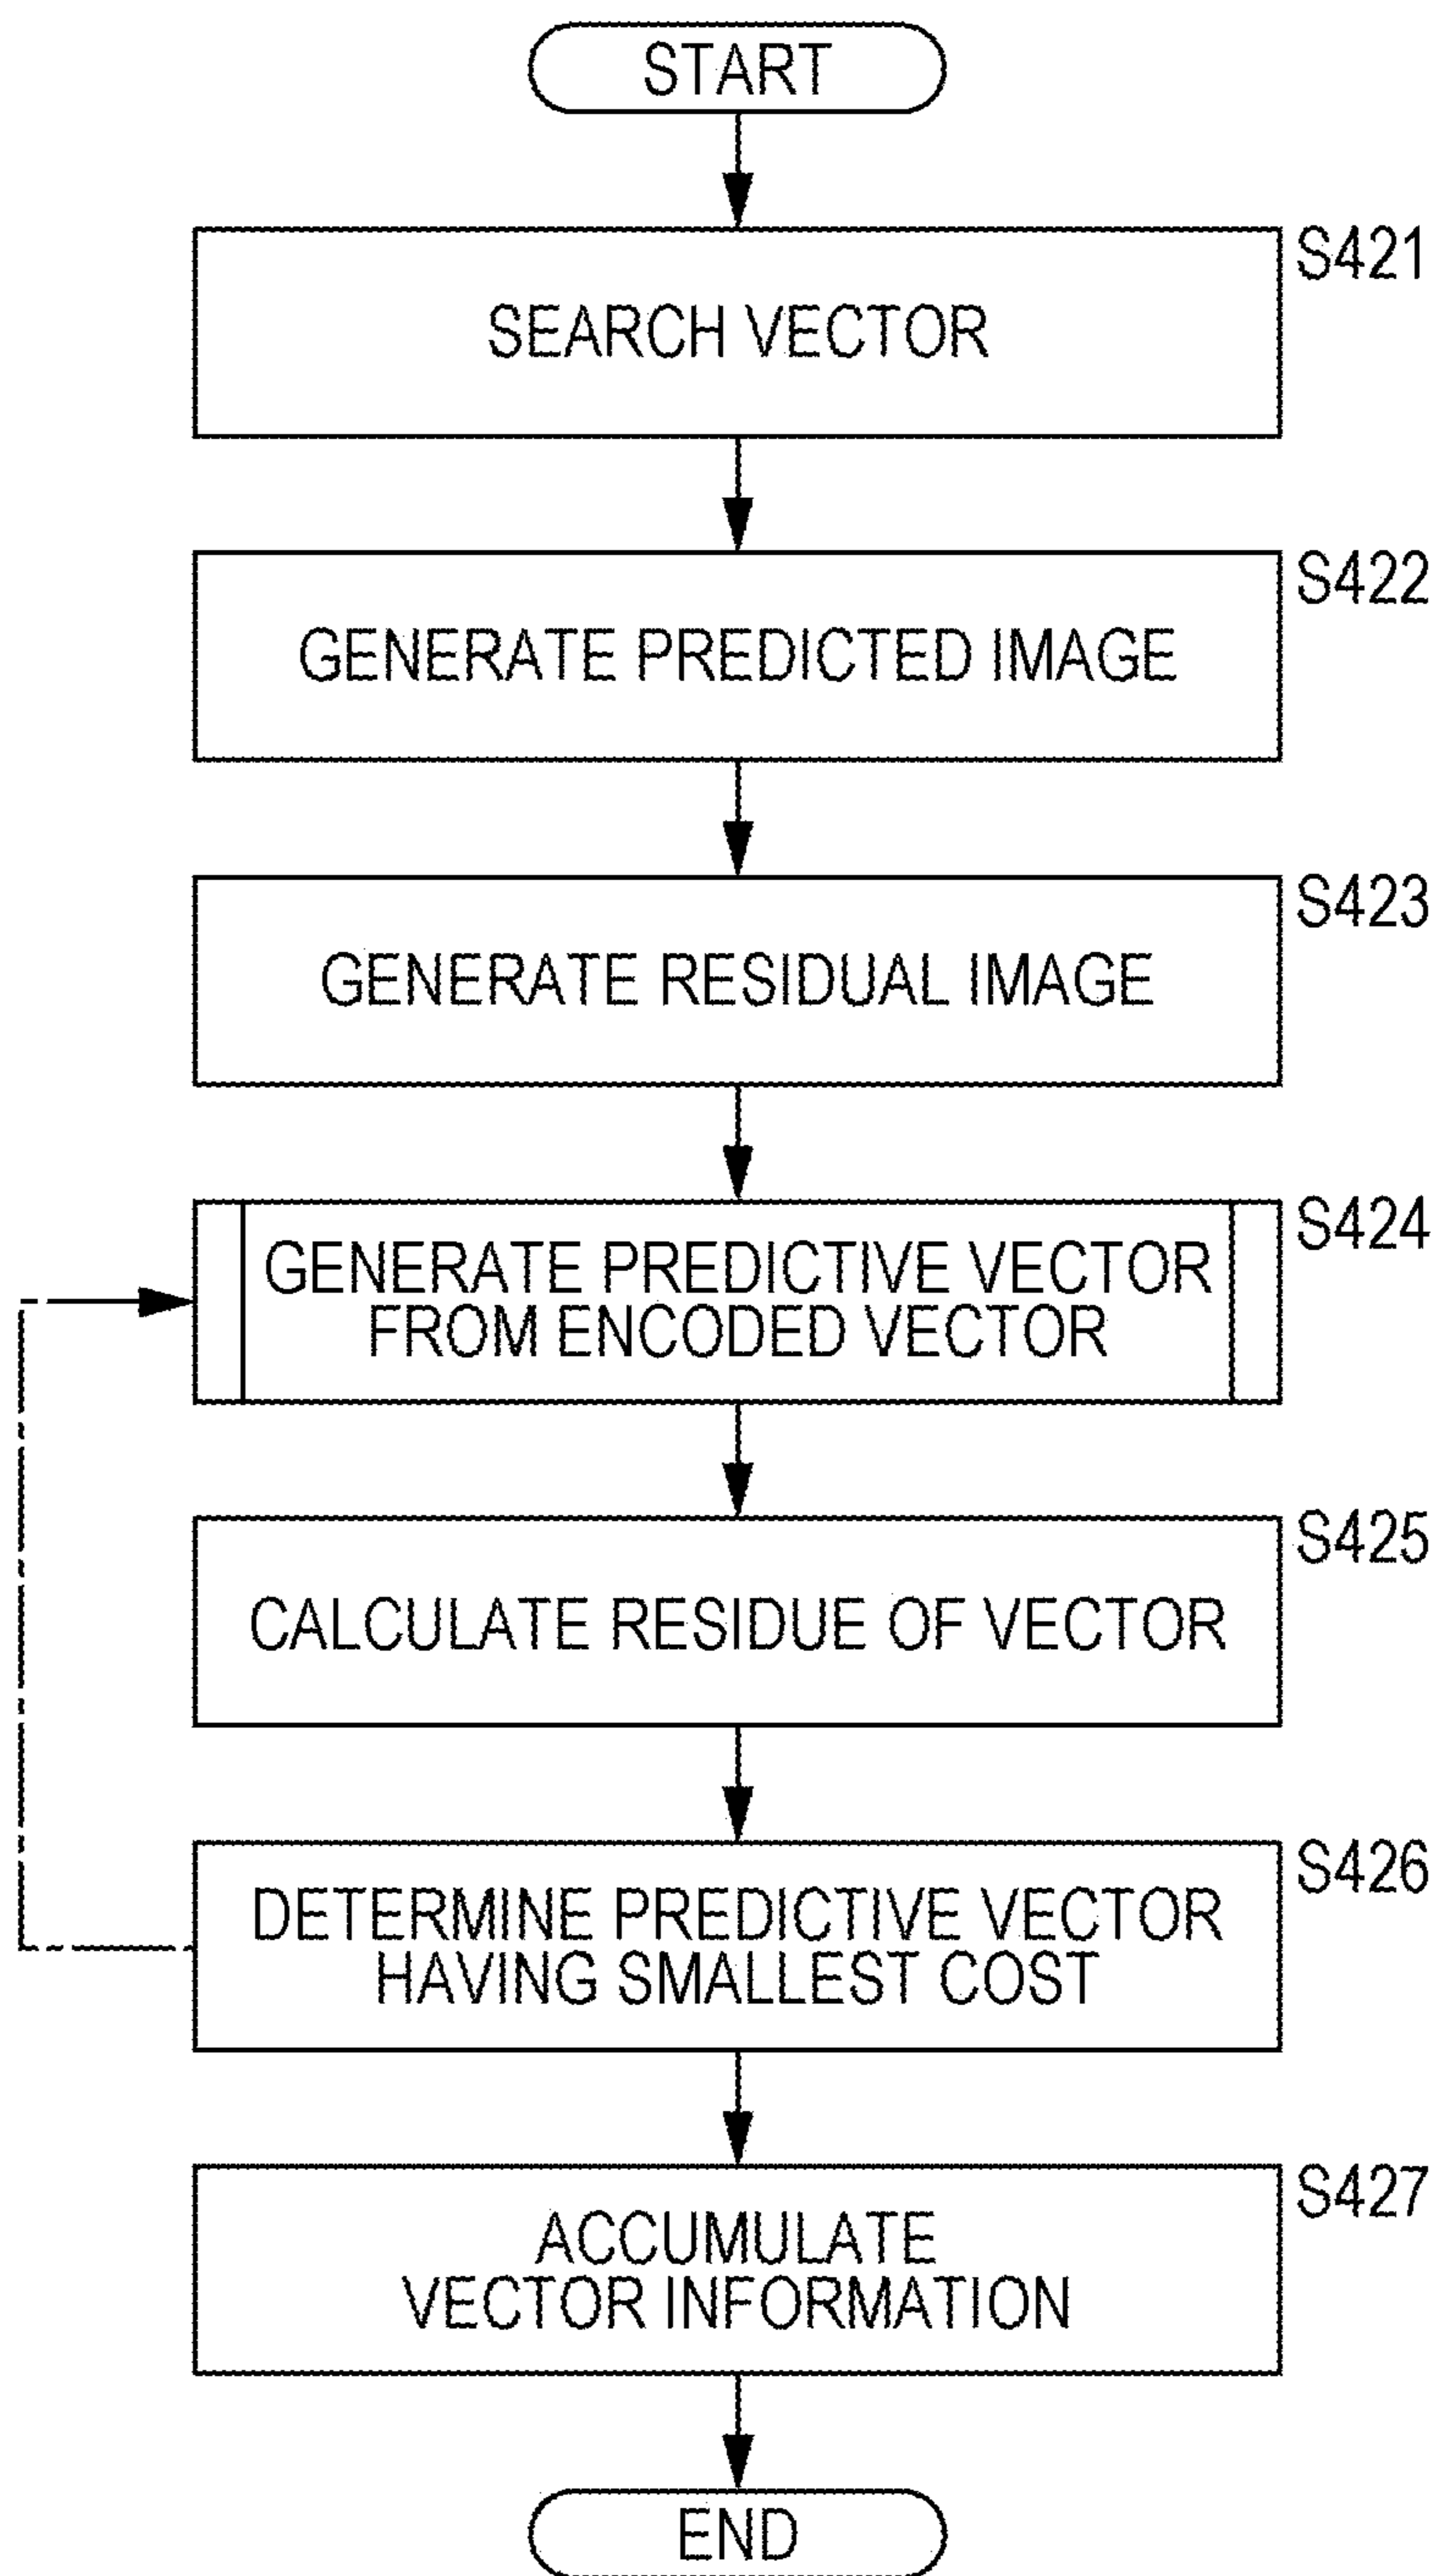 START
S421
SEARCH VECTOR
S422
GENERATE PREDICTED IMAGE
S423
GENERATE RESIDUAL IMAGE
S424
GENERATE PREDICTIVE VECTOR
FROM ENCODED VECTOR
S425
CALCULATE RESIDUE OF VECTOR
S426
DETERMINE PREDICTIVE VECTOR
HAVING SMALLEST COST
S427
ACCUMULATE
VECTOR INFORMATION
END